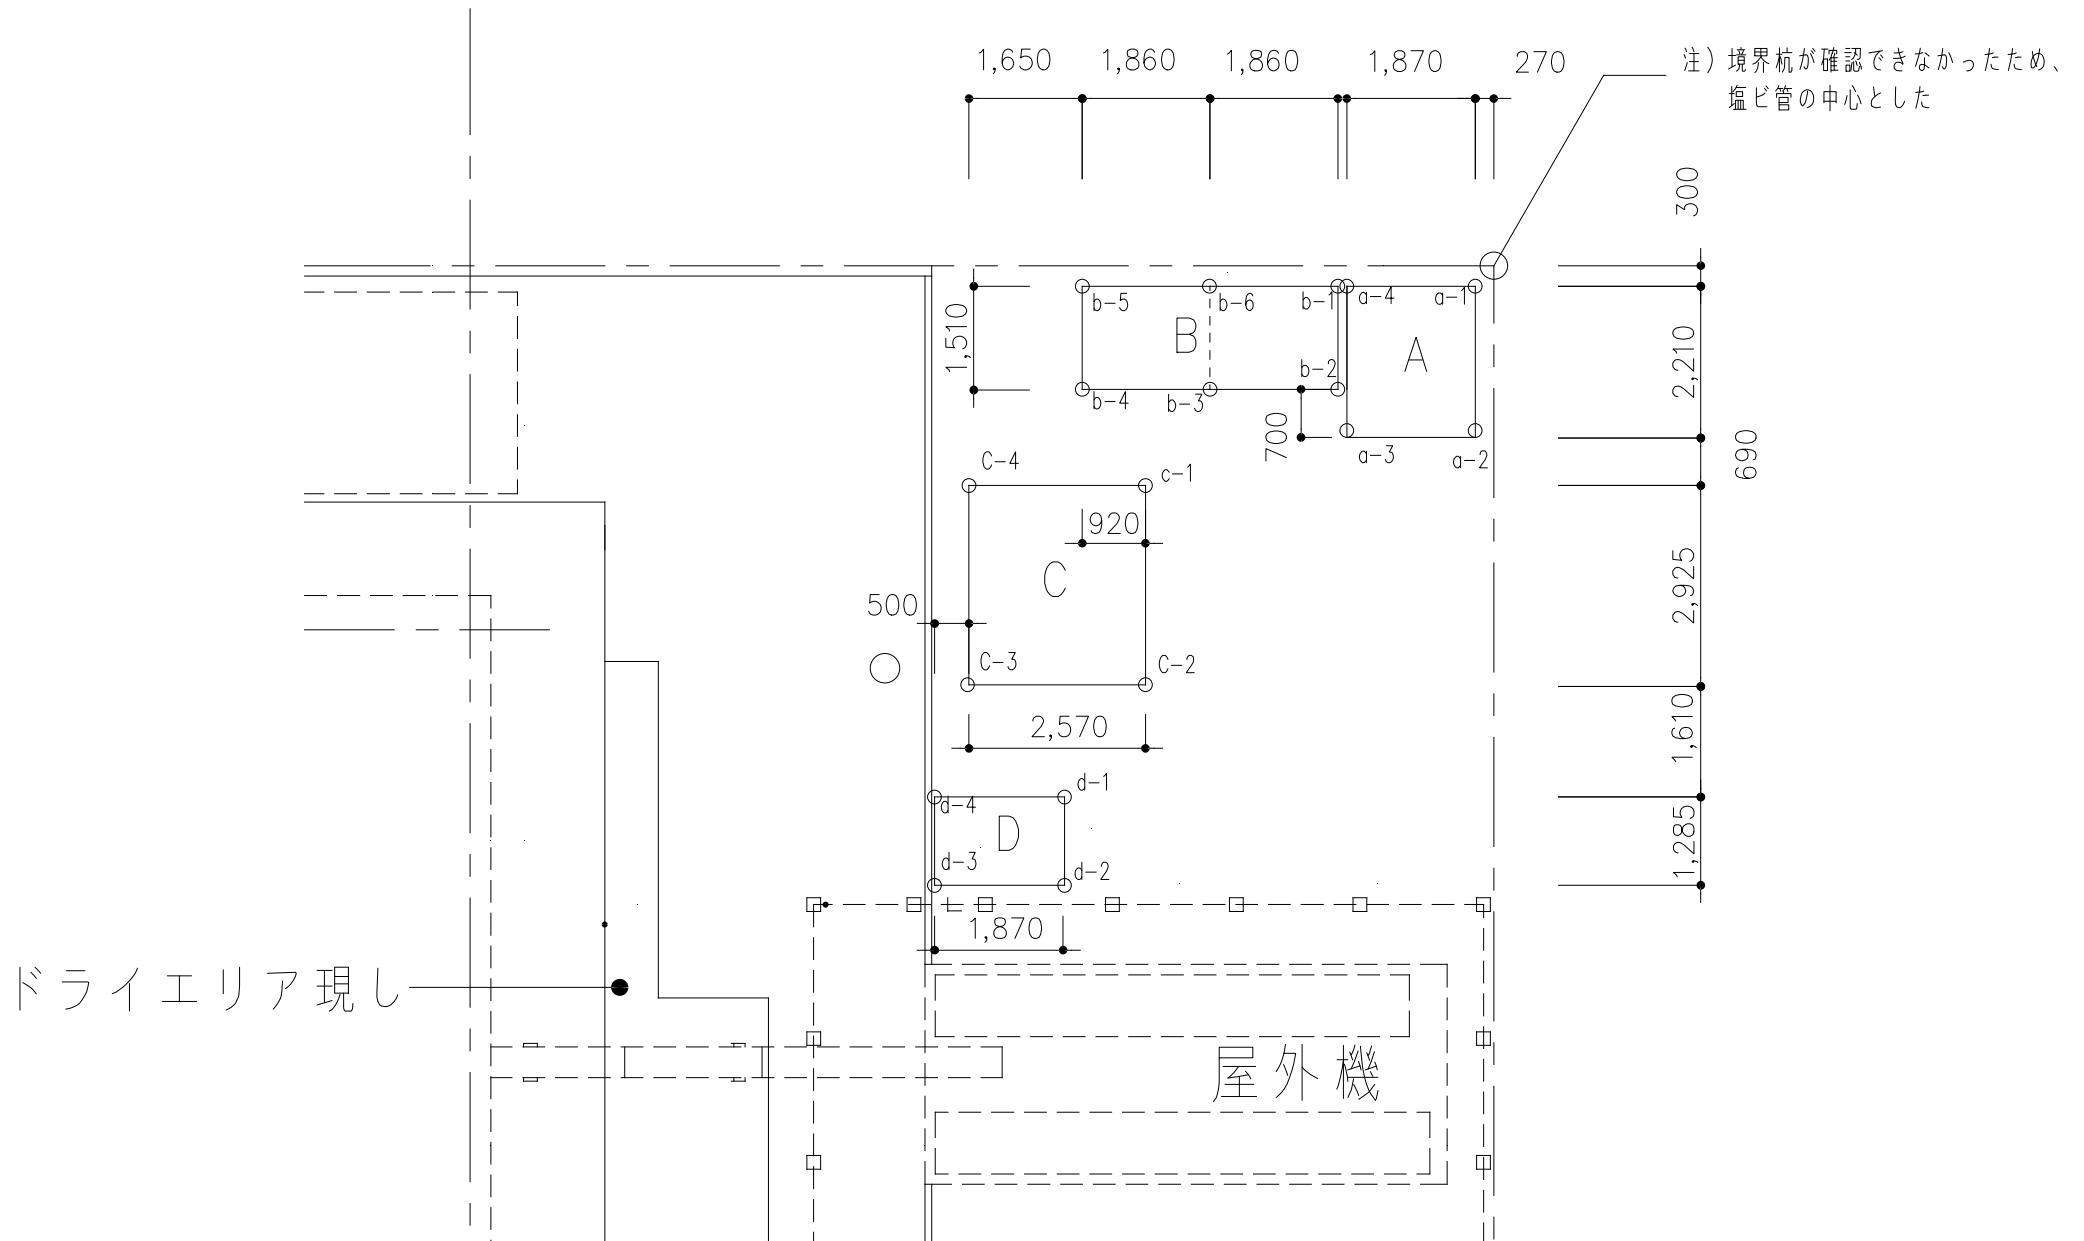 1,650 1,860 1,860 1,870 270
注）境界杭が確認できなかったため、
塩ビ管の中心とした
300
b-5 b-6 b-1 a-4 a-1
1,510
B
A
2,210
b-2
b-4 b-3
700
a-3 a-2
690
C-4 c-1
920
C
2,925
500
C-3 C-2
2,570
1,610
d-1
d-4
D
1,285
d-3 d-2
1,870
ドライエリア現し
屋外機